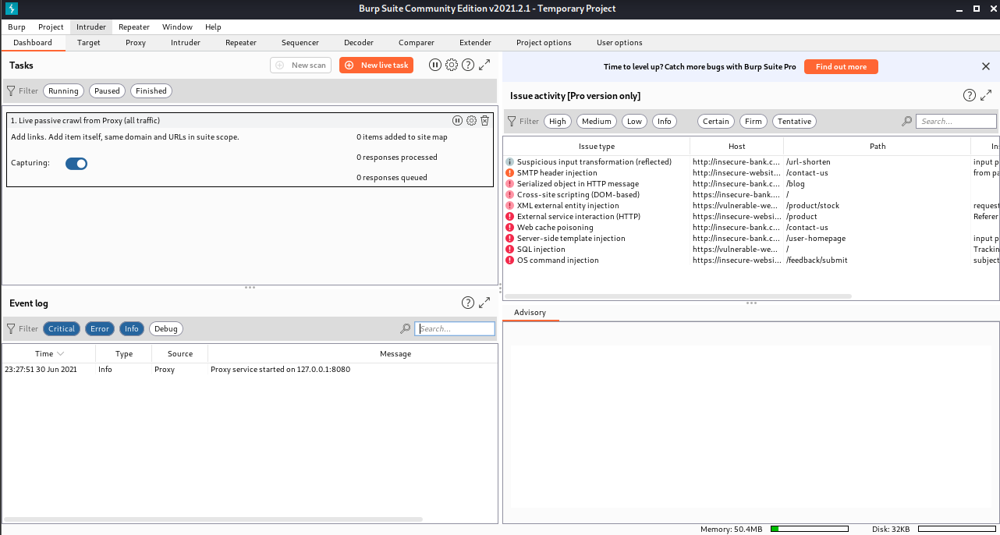 Burp Suite Community Edition v2021.2.1 - Temporary Project
Burp Project Intruder Repeater Window Help
Dashboard Target Proxy Intruder Repeater Sequencer Decoder Comparer Extender Project options User options
Tasks
New scan
New live task
Filter Running Paused Finished
1. Live passive crawl from Proxy (all traffic)
Add links. Add item itself, same domain and URLs in suite scope.
0 items added to site map
Capturing:
0 responses processed
0 responses queued
Event log
Filter Critical Error Info Debug
Search...
Time Type Source Message
23:27:51 30 Jun 2021 Info Proxy Proxy service started on 127.0.0.1:8080
Time to level up? Catch more bugs with Burp Suite Pro
Find out more
Issue activity [Pro version only]
Filter High Medium Low Info Certain Firm Tentative
Search...
Issue type Host Path Ins
Suspicious input transformation (reflected) http://insecure-bank.c... /url-shorten input p
SMTP header injection http://insecure-websit... /contact-us from pa
Serialized object in HTTP message http://insecure-bank.c... /blog
Cross-site scripting (DOM-based) https://insecure-bank.... /
XML external entity injection https://vulnerable-we... /product/stock request
External service interaction (HTTP) https://insecure-websi... /product Referer
Web cache poisoning http://insecure-bank.c... /contact-us
Server-side template injection http://insecure-bank.c... /user-homepage input p
SQL injection https://vulnerable-we... / Trackin
OS command injection https://insecure-websi... /feedback/submit subject
Advisory
Memory: 50.4MB
Disk: 32KB